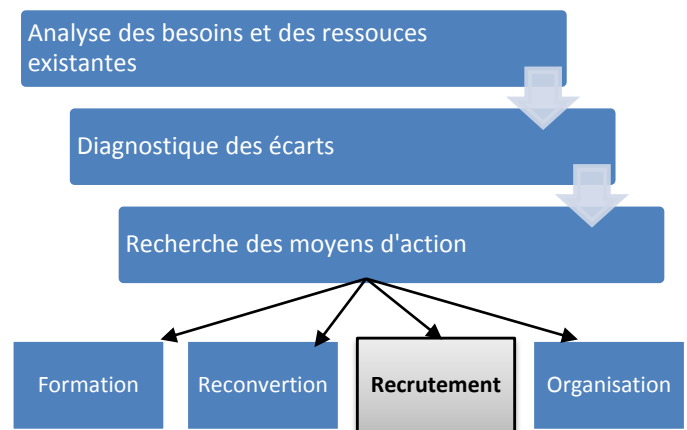 Analyse des besoins et des ressouces
existantes
Diagnostique des écarts
Recherche des moyens d'action
Formation
Reconvertion
Recrutement
Organisation